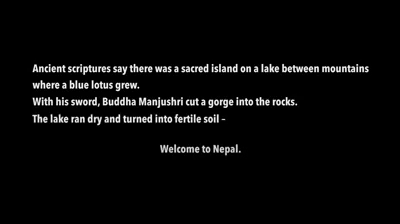 Ancient scriptures say there was a sacred island on a lake between mountains
where a blue lotus grew.
With his sword, Buddha Manjushri cut a gorge into the rocks.
The lake ran dry and turned into fertile soil –
Welcome to Nepal.